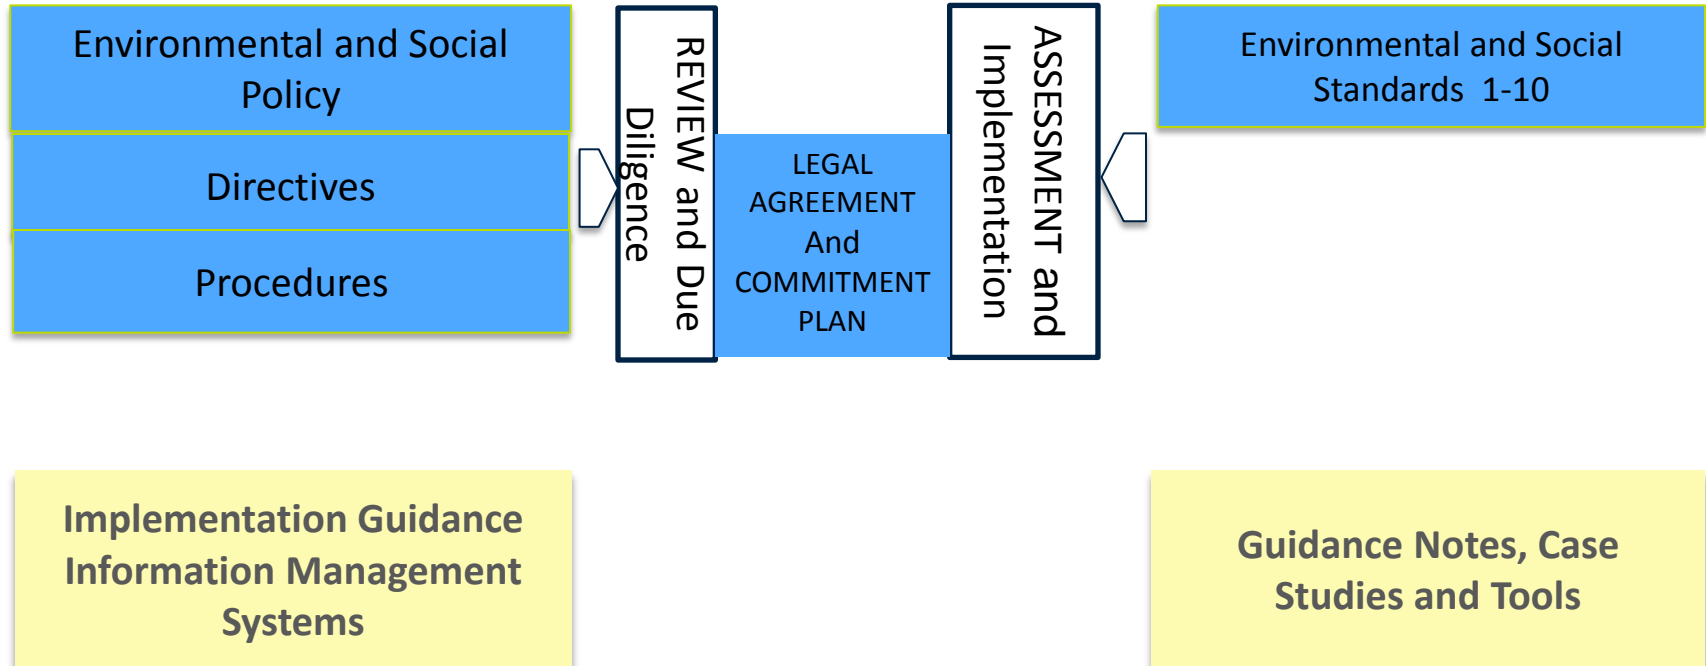 Environmental and Social
Policy
Directives
Procedures
REVIEW and Due
Diligence
LEGAL
AGREEMENT
And
COMMITMENT
PLAN
ASSESSMENT and
Implementation
Environmental and Social
Standards 1-10
Implementation Guidance
Information Management
Systems
Guidance Notes, Case
Studies and Tools